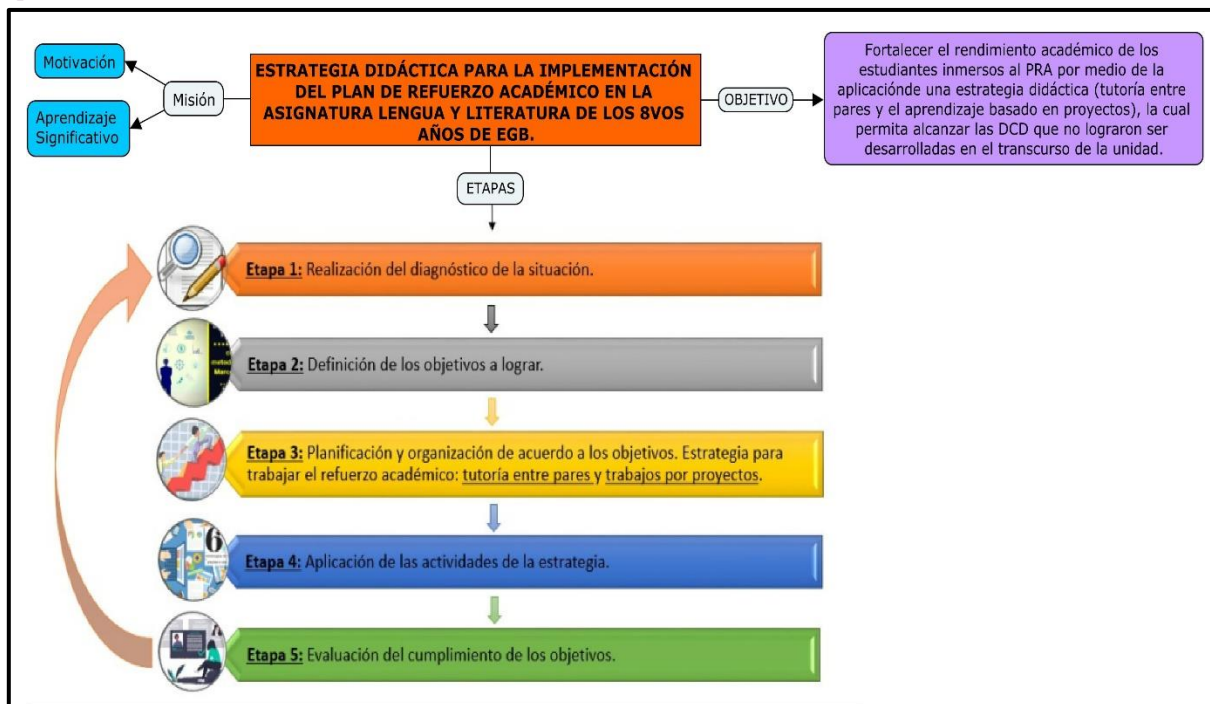 Motivación
Misión
Aprendizaje
Significativo
ESTRATEGIA DIDÁCTICA PARA LA IMPLEMENTACIÓN
DEL PLAN DE REFUERZO ACADÉMICO EN LA
ASIGNATURA LENGUA Y LITERATURA DE LOS 8VOS
AÑOS DE EGB.
OBJETIVO
Fortalecer el rendimiento académico de los
estudiantes inmersos al PRA por medio de la
aplicaciónde una estrategia didáctica (tutoría entre
pares y el aprendizaje basado en proyectos), la cual
permita alcanzar las DCD que no lograron ser
desarrolladas en el transcurso de la unidad.
ETAPAS
Etapa 1: Realización del diagnóstico de la situación.
Etapa 2: Definición de los objetivos a lograr.
Etapa 3: Planificación y organización de acuerdo a los objetivos. Estrategia para
trabajar el refuerzo académico: tutoría entre pares y trabajos por proyectos.
6
Etapa 4: Aplicación de las actividades de la estrategia.
Etapa 5: Evaluación del cumplimiento de los objetivos.